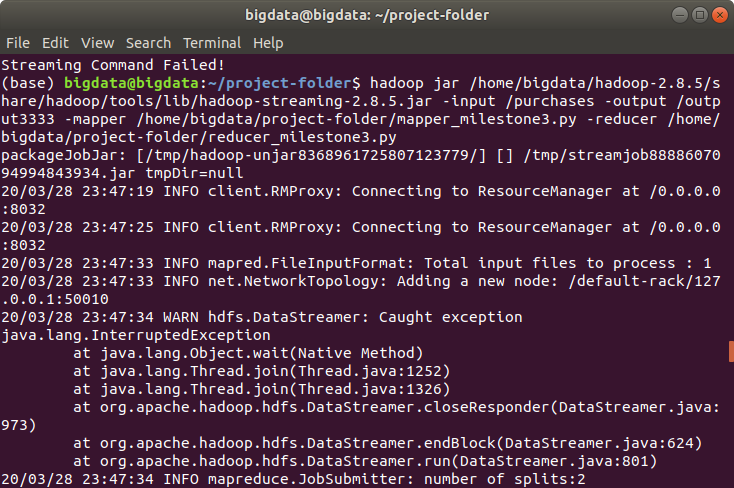 bigdata@bigdata: ~/project-folder
File Edit View Search Terminal Help
Streaming Command Failed!
(base) bigdata@bigdata:~/project-folder$ hadoop jar /home/bigdata/hadoop-2.8.5/s
hare/hadoop/tools/lib/hadoop-streaming-2.8.5.jar -input /purchases -output /outp
ut3333 -mapper /home/bigdata/project-folder/mapper_milestone3.py -reducer /home/
bigdata/project-folder/reducer_milestone3.py
packageJobJar: [/tmp/hadoop-unjar8368961725807123779/] [] /tmp/streamjob88886070
94994843934.jar tmpDir=null
20/03/28 23:47:19 INFO client.RMProxy: Connecting to ResourceManager at /0.0.0.0
:8032
20/03/28 23:47:25 INFO client.RMProxy: Connecting to ResourceManager at /0.0.0.0
:8032
20/03/28 23:47:33 INFO mapred.FileInputFormat: Total input files to process : 1
20/03/28 23:47:33 INFO net.NetworkTopology: Adding a new node: /default-rack/127
.0.0.1:50010
20/03/28 23:47:34 WARN hdfs.DataStreamer: Caught exception
java.lang.InterruptedException
at java.lang.Object.wait(Native Method)
at java.lang.Thread.join(Thread.java:1252)
at java.lang.Thread.join(Thread.java:1326)
at org.apache.hadoop.hdfs.DataStreamer.closeResponder(DataStreamer.java:
973)
at org.apache.hadoop.hdfs.DataStreamer.endBlock(DataStreamer.java:624)
at org.apache.hadoop.hdfs.DataStreamer.run(DataStreamer.java:801)
20/03/28 23:47:34 INFO mapreduce.JobSubmitter: number of splits:2